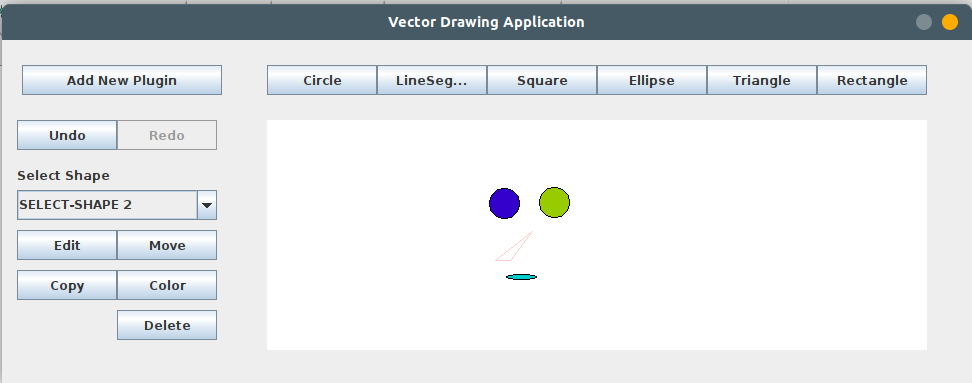 Vector Drawing Application
Add New Plugin
Circle
LineSeg...
Square
Ellipse
Triangle
Rectangle
Undo
Redo
Select Shape
SELECT-SHAPE 2
Edit
Move
Copy
Color
Delete